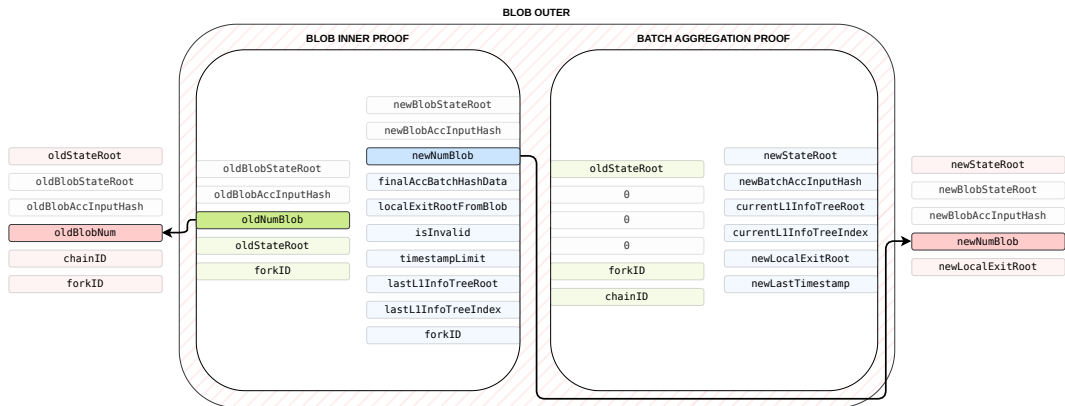 BLOB OUTER
BLOB INNER PROOF
BATCH AGGREGATION PROOF
oldStateRoot
oldBlobStateRoot
oldBlobAccInputHash
oldBlobNum
chainID
forkID
oldBlobStateRoot
oldBlobAccInputHash
oldNumBlob
oldStateRoot
forkID
newBlobStateRoot
newBlobAccInputHash
newNumBlob
finalAccBatchHashData
localExitRootFromBlob
isInvalid
timestampLimit
lastL1InfoTreeRoot
lastL1InfoTreeIndex
forkID
oldStateRoot
0
0
0
forkID
chainID
newStateRoot
newBatchAccInputHash
currentL1InfoTreeRoot
currentL1InfoTreeIndex
newLocalExitRoot
newLastTimestamp
newStateRoot
newBlobStateRoot
newBlobAccInputHash
newNumBlob
newLocalExitRoot